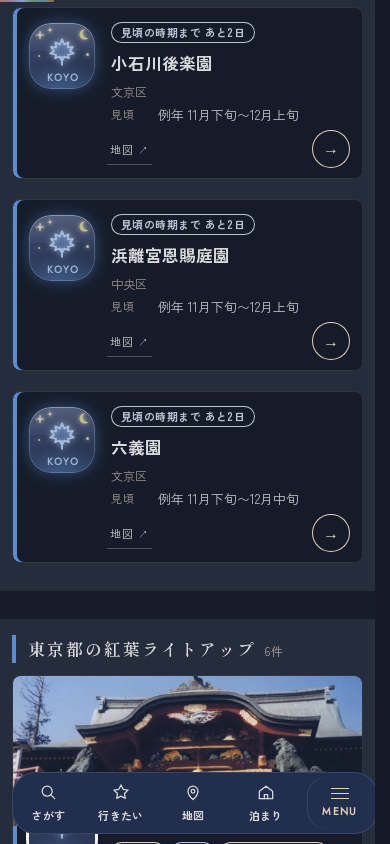 見頃の時期まで あと2日
KOYO
小石川後楽園
文京区
見頃 例年 11月下旬〜12月上旬
地図 ↗
→
見頃の時期まで あと2日
KOYO
浜離宮恩賜庭園
中央区
見頃 例年 11月下旬〜12月上旬
地図 ↗
→
見頃の時期まで あと2日
KOYO
六義園
文京区
見頃 例年 11月下旬〜12月中旬
地図 ↗
→
東京都の紅葉ライトアップ 6件
さがす 行きたい 地図 泊まり MENU